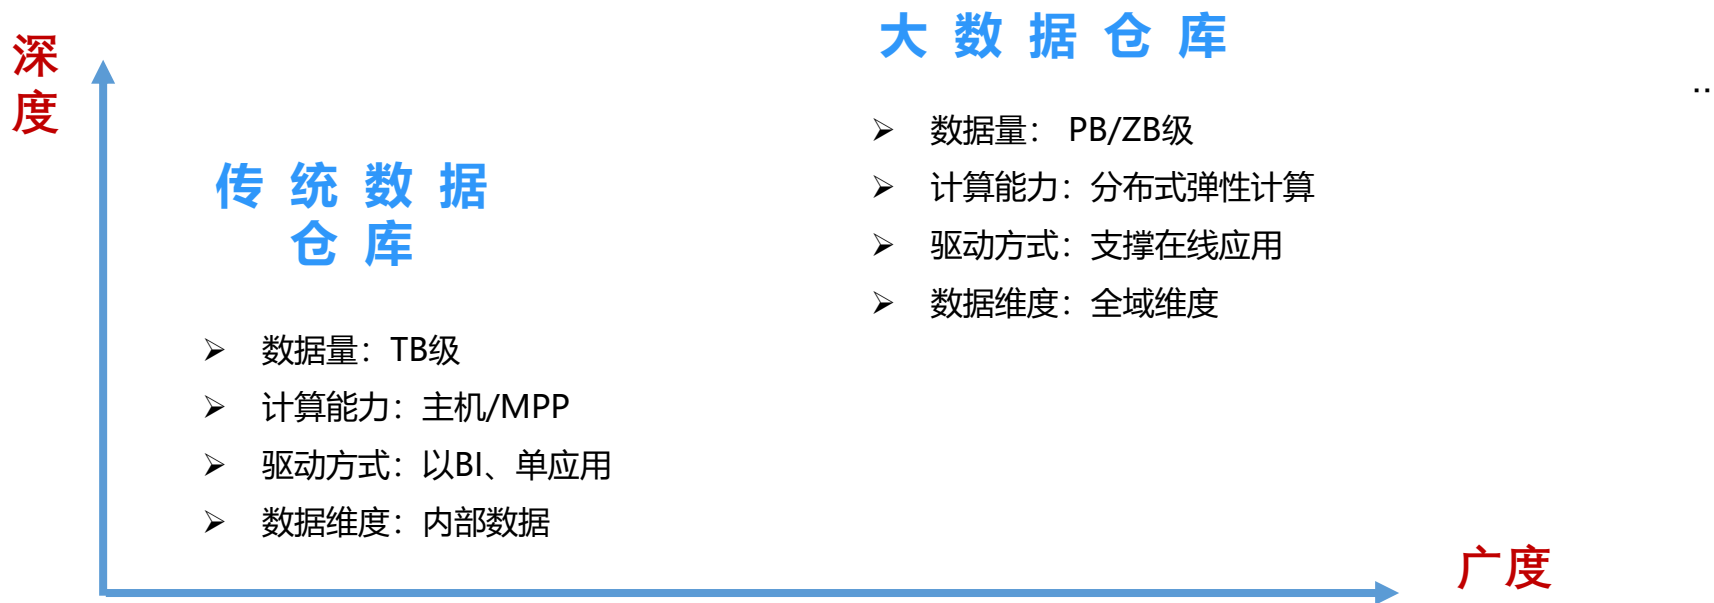 深
度
大数据仓库
..
➢ 数据量： PB/ZB级
➢ 计算能力：分布式弹性计算
➢ 驱动方式：支撑在线应用
➢ 数据维度：全域维度
传统数据
仓库
➢ 数据量：TB级
➢ 计算能力：主机/MPP
➢ 驱动方式：以BI、单应用
➢ 数据维度：内部数据
广度